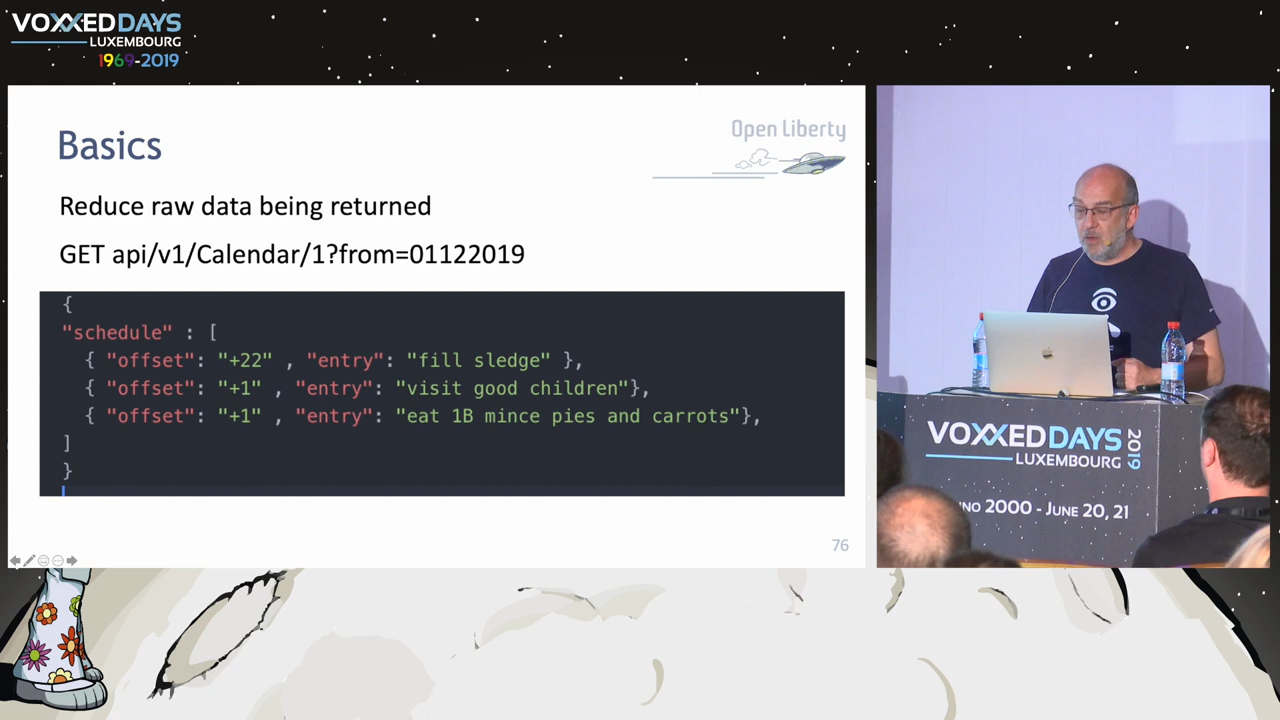 VOXXED DAYS
LUXEMBOURG
1969-2019
Basics
Open Liberty
Reduce raw data being returned
GET api/v1/Calendar/1?from=01122019
{
"schedule" : [
{ "offset": "+22" , "entry": "fill sledge" },
{ "offset": "+1" , "entry": "visit good children"},
{ "offset": "+1" , "entry": "eat 1B mince pies and carrots"},
]
}
76
VOXXED DAYS 2019
LUXEMBOURG
2000 - JUNE 20, 21